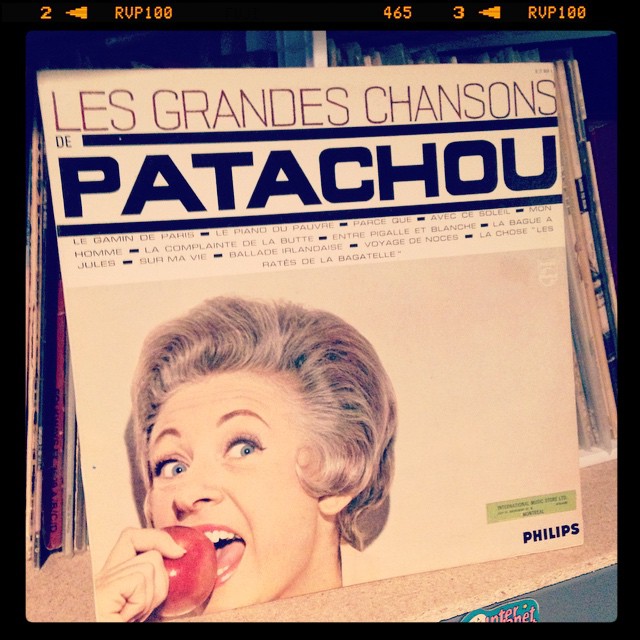 2 ◄ RVP100 465 3 ◄ RVP100
LES GRANDES CHANSONS
DE
PATACHOU
LE GAMIN DE PARIS - LE PIANO DU PAUVRE - PARCE QUE - AVEC CE SOLEIL - MON
HOMME - LA COMPLAINTE DE LA BUTTE - ENTRE PIGALLE ET BLANCHE - LA BAGUE A
JULES - SUR MA VIE - BALLADE IRLANDAISE - VOYAGE DE NOCES - LA CHOSE "LES
RATÉS DE LA BAGATELLE"
INTERNATIONAL MUSIC STORE LTD.
MONTREAL
PHILIPS